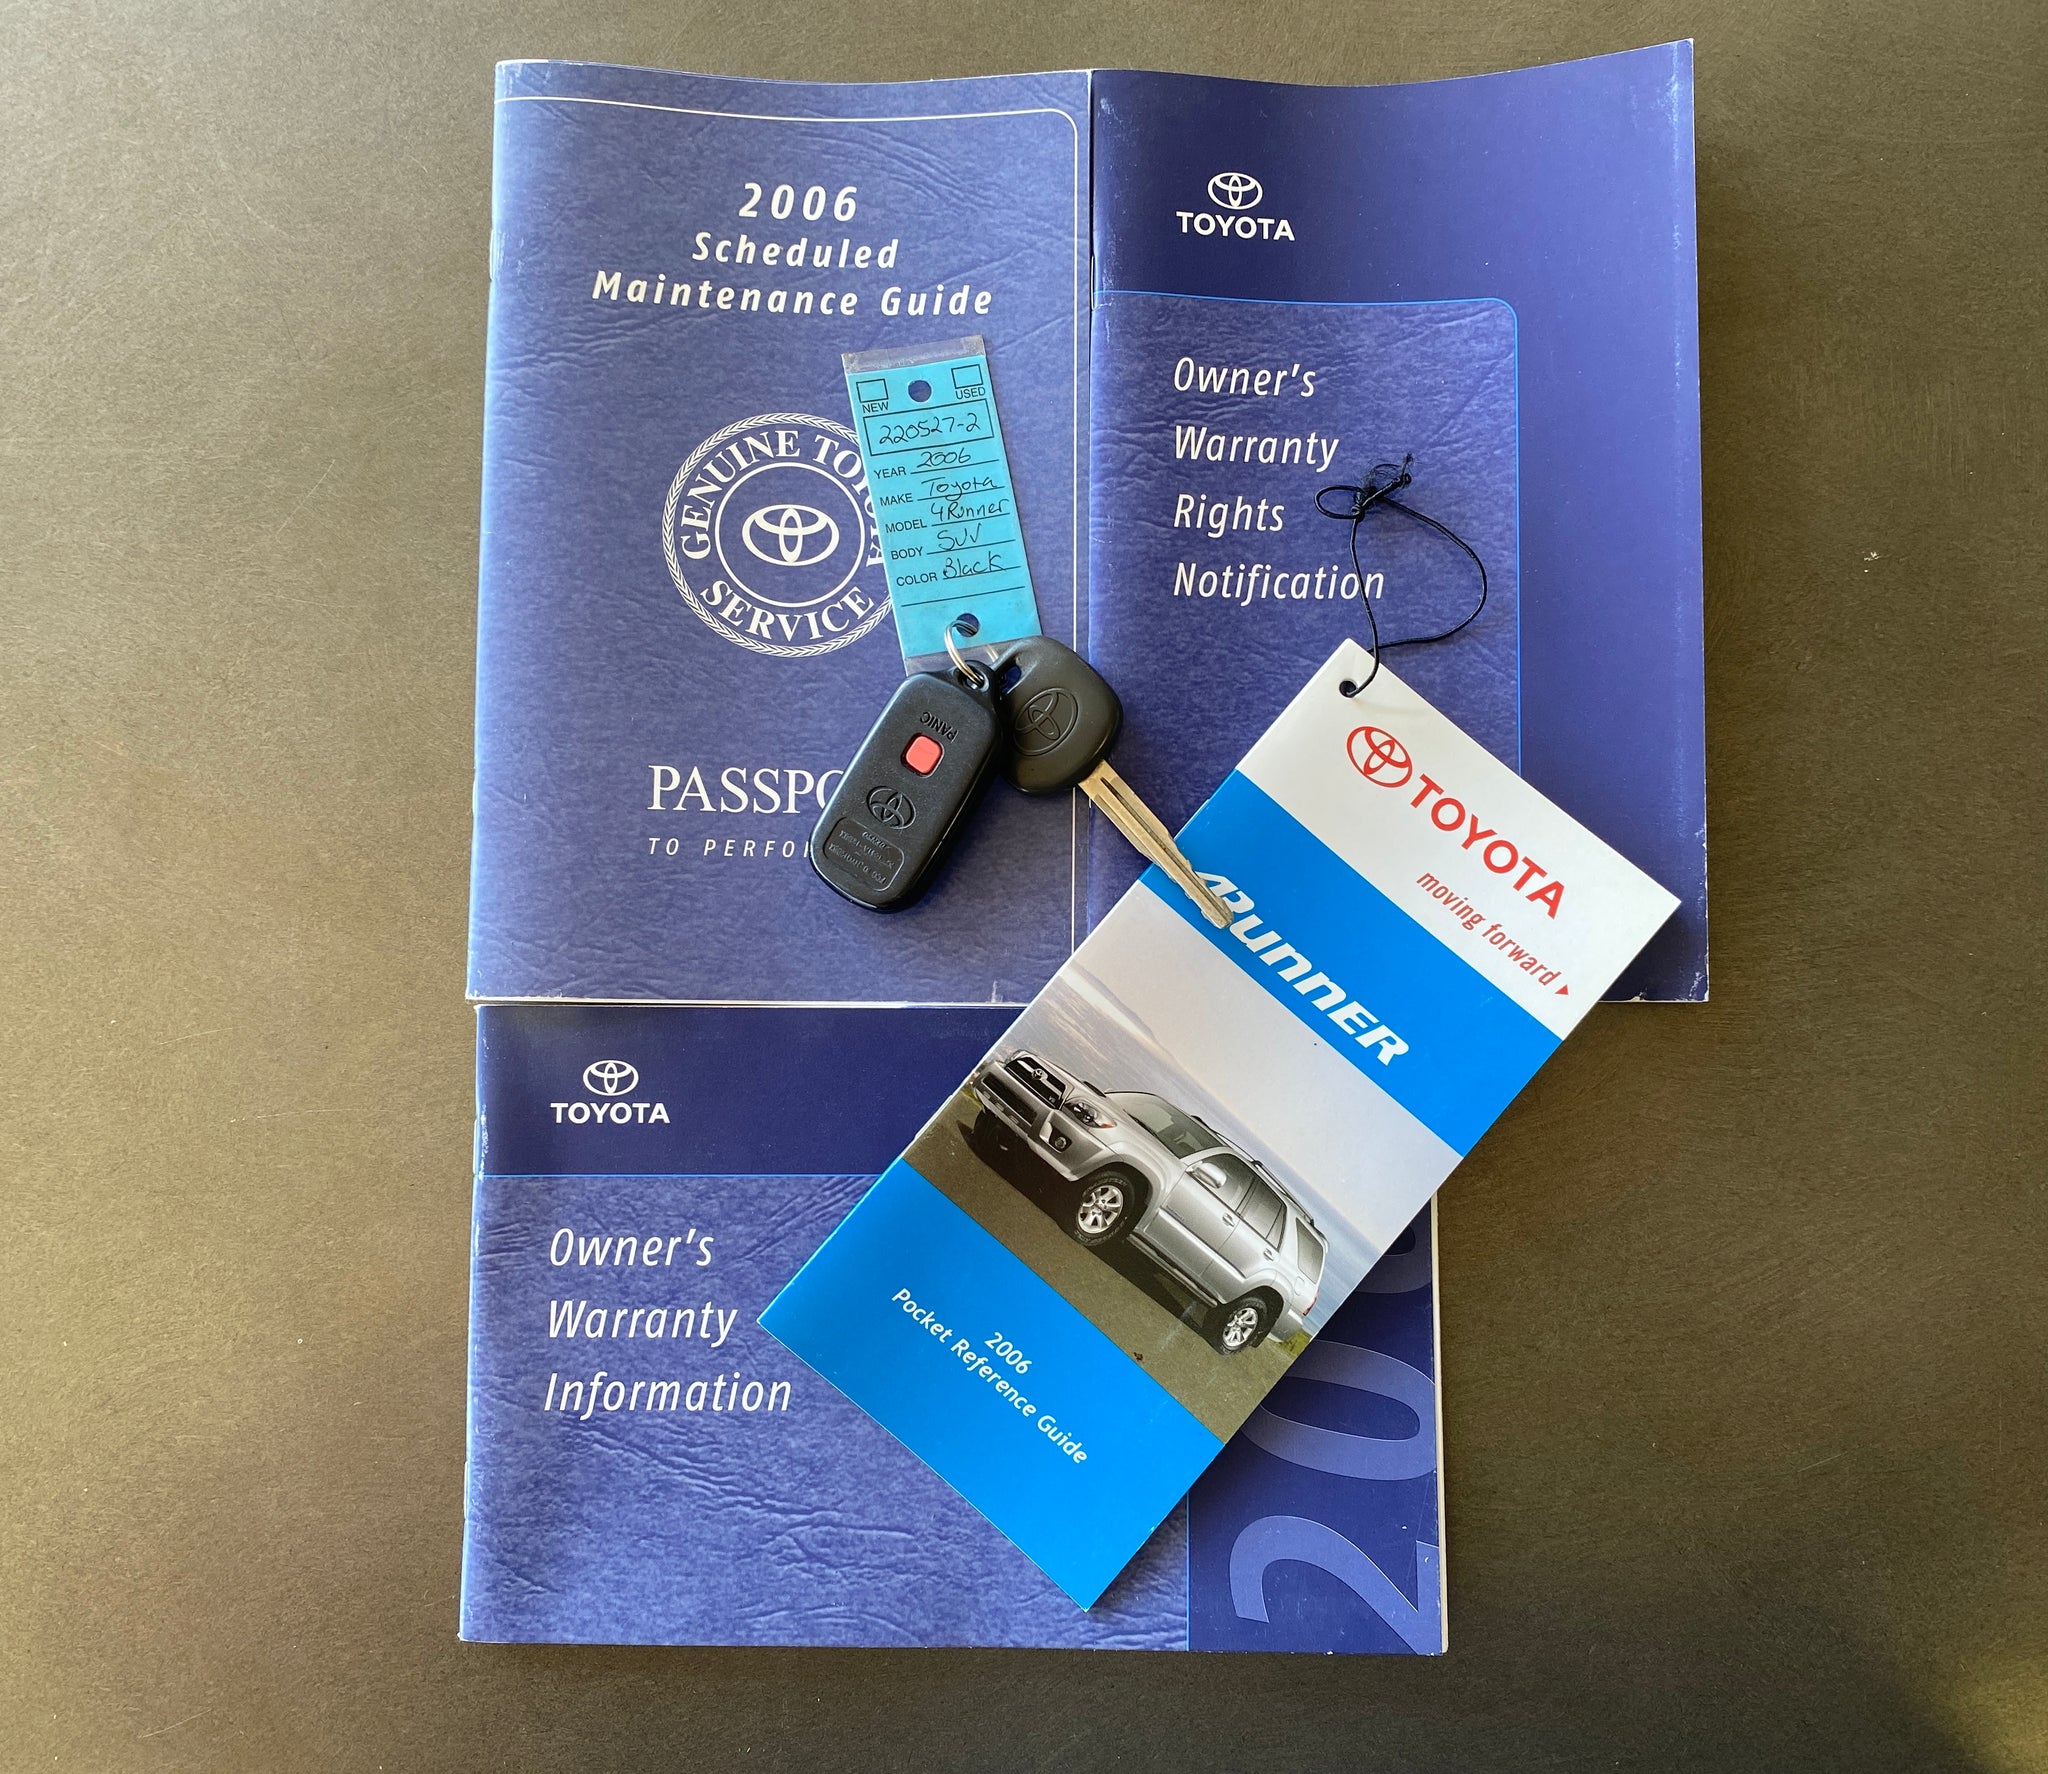 2006
Scheduled
Maintenance Guide
GENUINE TOYOTA
SERVICE
PASSPO
TO PERFO
NEW
USED
220527-2
YEAR 2006
MAKE Toyota
MODEL 4Runner
BODY SUV
COLOR Black
PANIC
TOYOTA
Owner's
Warranty
Rights
Notification
TOYOTA
moving forward
4RUNNER
2006
Pocket Reference Guide
TOYOTA
Owner's
Warranty
Information
200